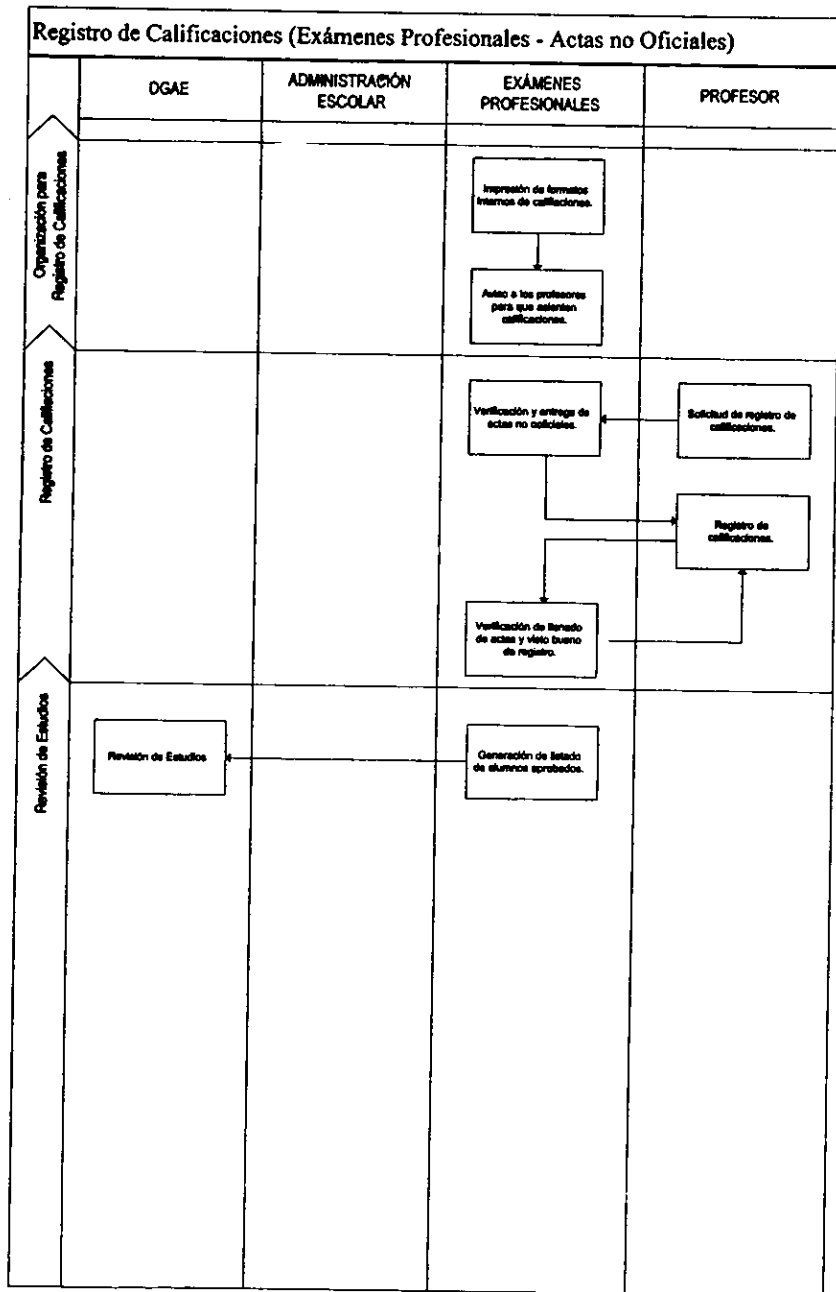 Registro de Calificaciones (Exámenes Profesionales - Actas no Oficiales)
DGAE
ADMINISTRACIÓN
ESCOLAR
EXÁMENES
PROFESIONALES
PROFESOR
Organización para
Registro de Calificaciones
Impresión de formatos
internos de calificaciones.
Aviso a los profesores
para que asienten
calificaciones.
Registro de Calificaciones
Verificación y entrega de
actas no oficiales.
Solicitud de registro de
calificaciones.
Registro de
calificaciones.
Verificación de llenado
de actas y visto bueno
de registro.
Revisión de Estudios
Revisión de Estudios
Generación de listado
de alumnos aprobados.